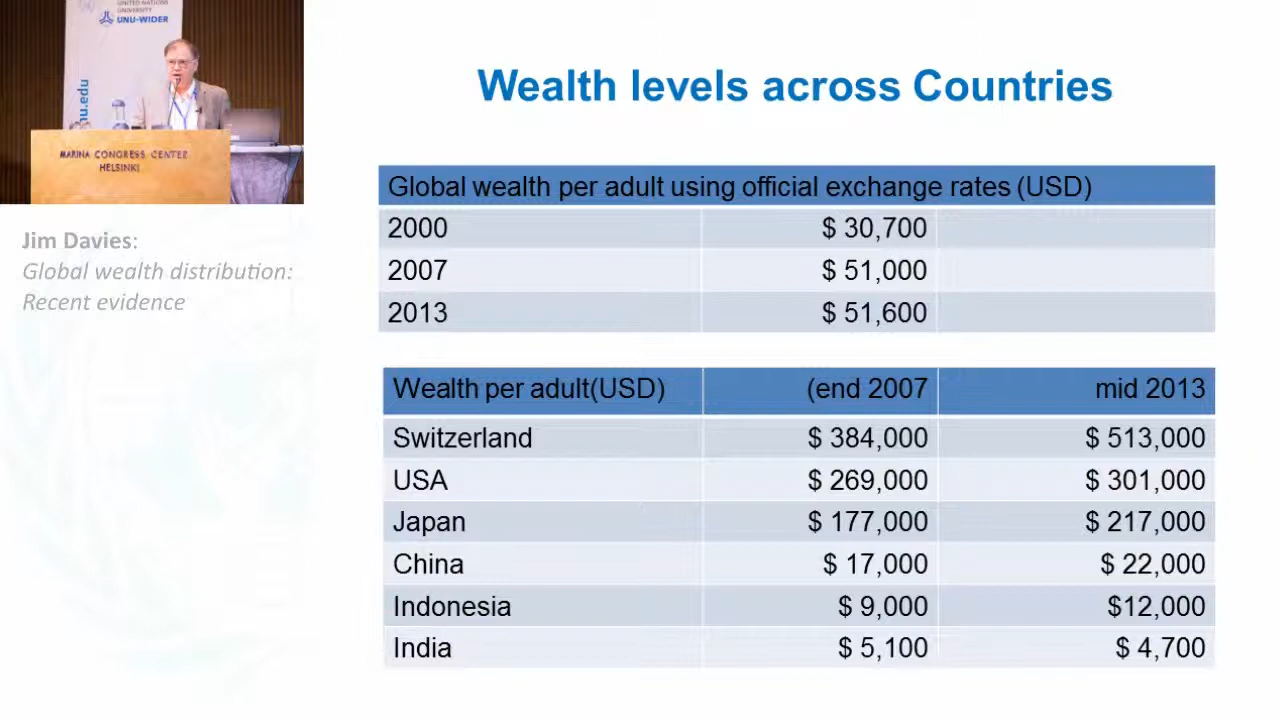 UNITED NATIONS
UNIVERSITY
UNU-WIDER
nu.edu
MARINA CONGRESS CENTER
HELSINKI
Jim Davies:
Global wealth distribution:
Recent evidence
Wealth levels across Countries
Global wealth per adult using official exchange rates (USD)
2000 $ 30,700
2007 $ 51,000
2013 $ 51,600
Wealth per adult(USD) (end 2007 mid 2013
Switzerland $ 384,000 $ 513,000
USA $ 269,000 $ 301,000
Japan $ 177,000 $ 217,000
China $ 17,000 $ 22,000
Indonesia $ 9,000 $12,000
India $ 5,100 $ 4,700